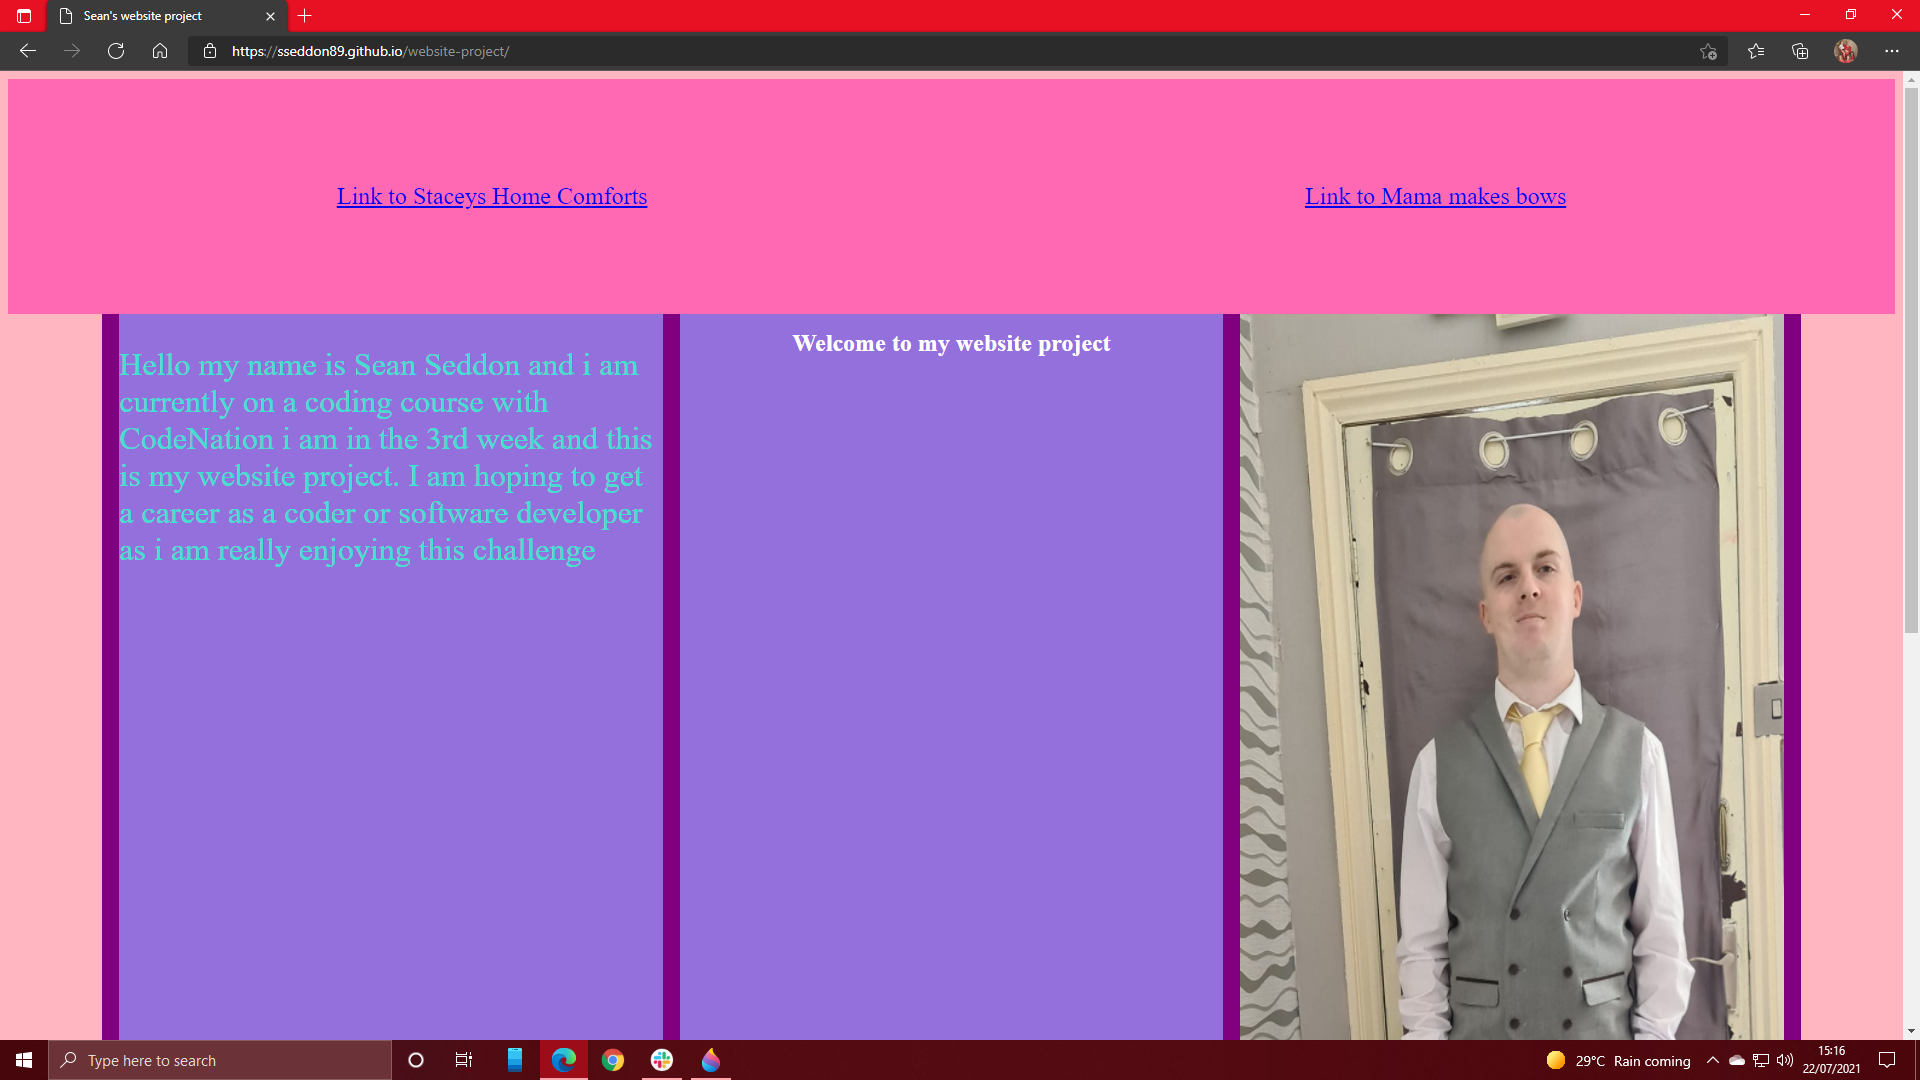 Sean's website project
https://sseddon89.github.io/website-project/
Link to Staceys Home Comforts
Link to Mama makes bows
Hello my name is Sean Seddon and i am
currently on a coding course with
CodeNation i am in the 3rd week and this
is my website project. I am hoping to get
a career as a coder or software developer
as i am really enjoying this challenge
Welcome to my website project
Type here to search
29°C Rain coming
15:16
22/07/2021